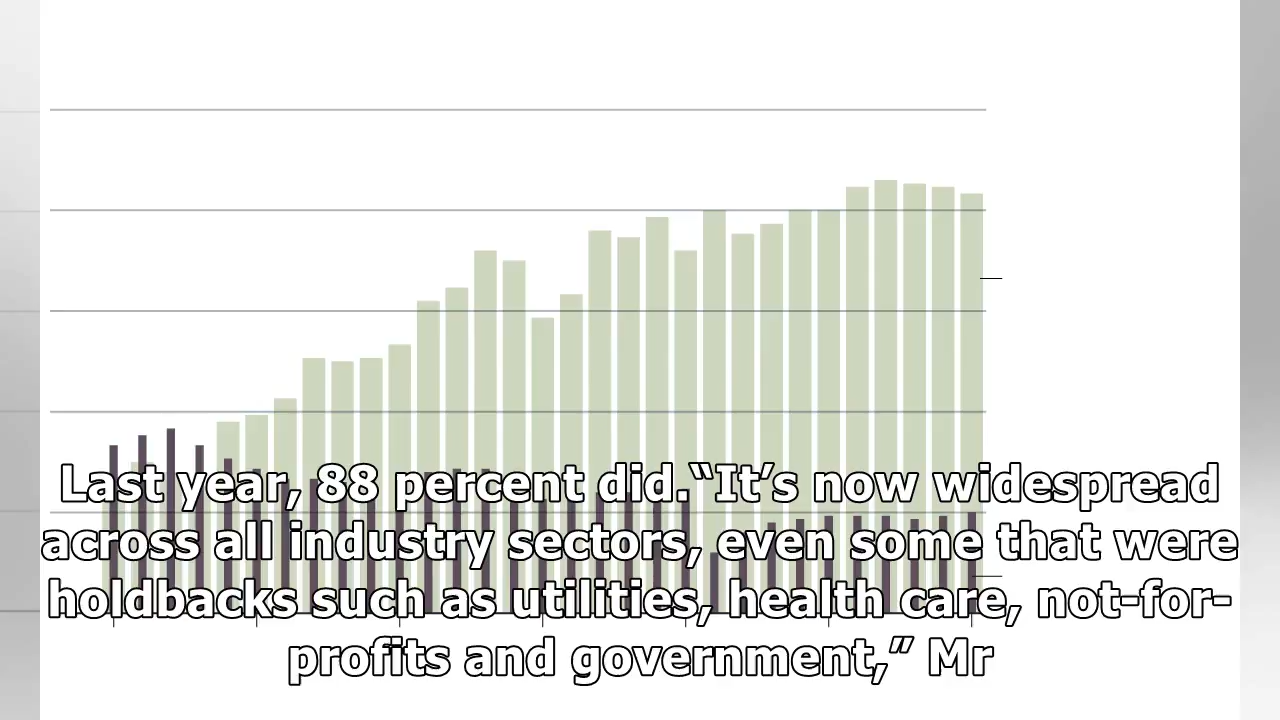 Last year, 88 percent did.“It’s now widespread
across all industry sectors, even some that were
holdbacks such as utilities, health care, not-for-
profits and government,” Mr